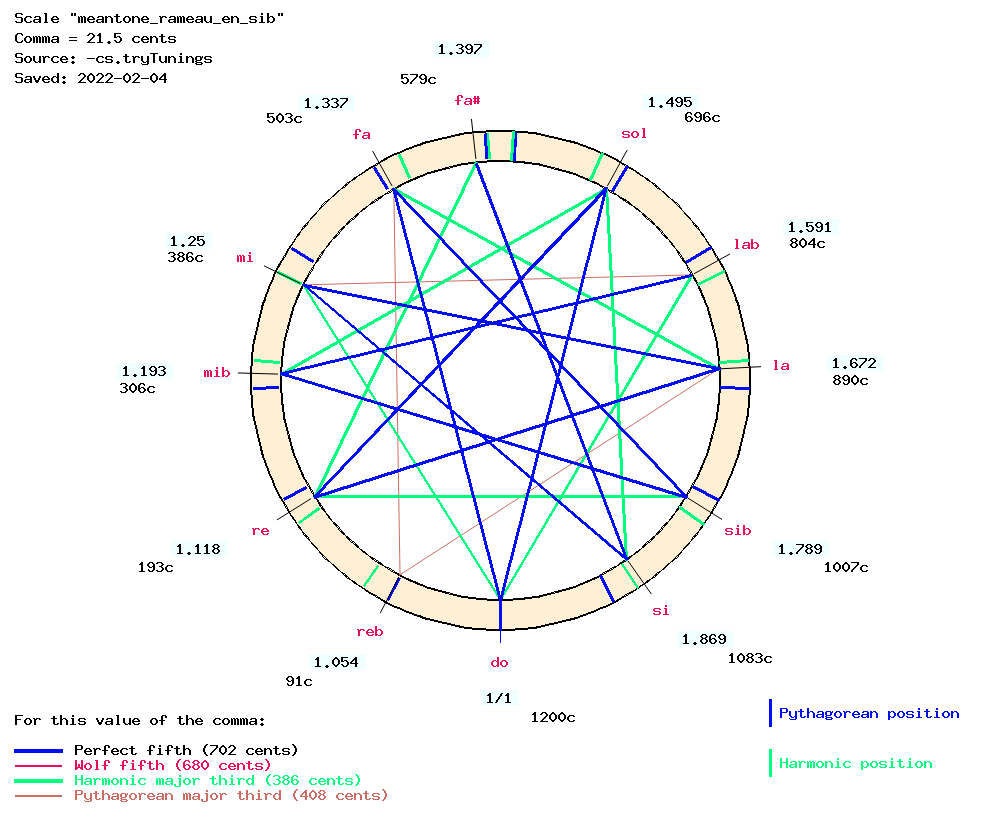 Scale "meantone_rameau_en_sib"
Comma = 21.5 cents
Source: -cs.tryTunings
Saved: 2022-02-04
1.397
579c
fa#
1.337
503c
fa
1.495
696c
sol
1.25
386c
mi
1.591
804c
lab
1.193
306c
mib
1.672
890c
la
re
1.118
193c
sib
1.789
1007c
reb
1.054
91c
si
1.869
1083c
do
1/1
1200c
For this value of the comma:
Perfect fifth (702 cents)
Wolf fifth (680 cents)
Harmonic major third (386 cents)
Pythagorean major third (408 cents)
Pythagorean position
Harmonic position